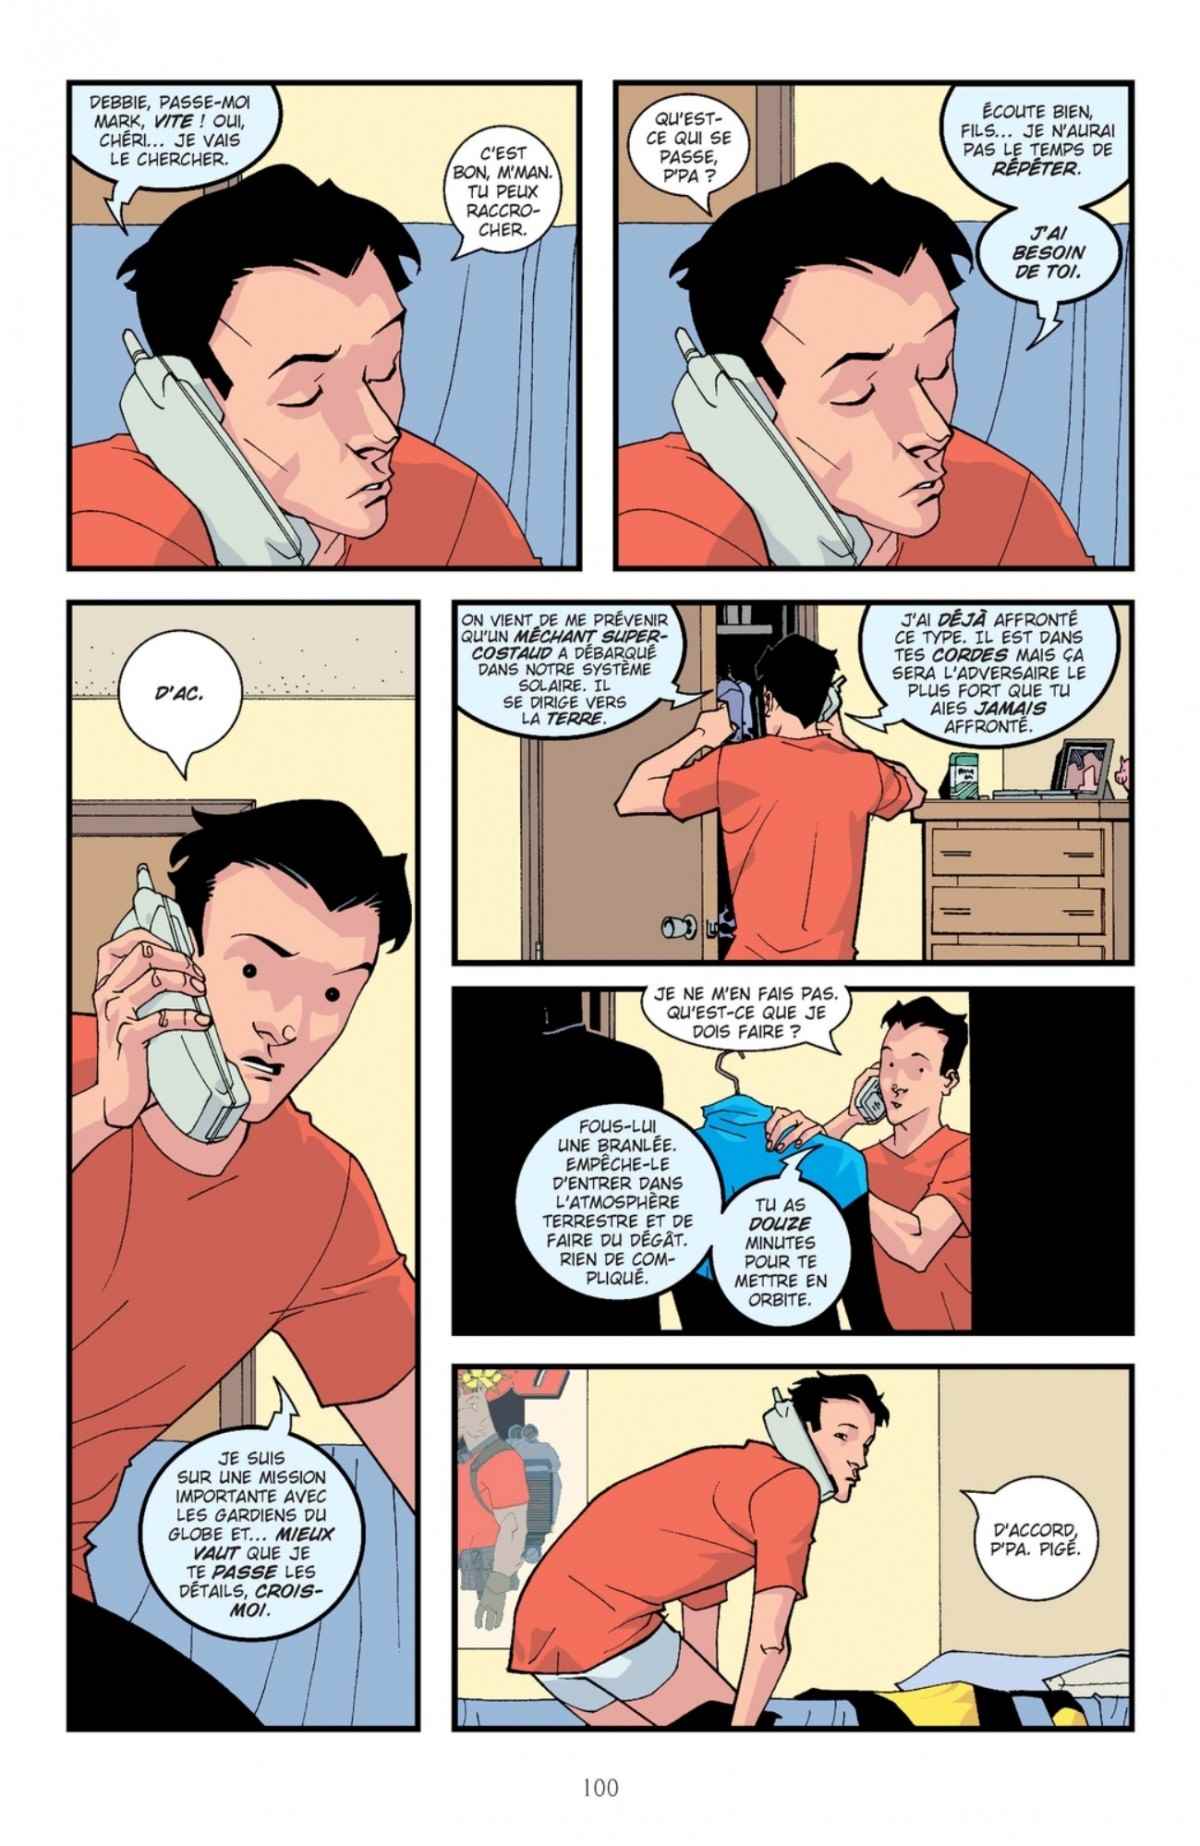 DEBBIE, PASSE-MOI
MARK, VITE ! OUI,
CHÉRI... JE VAIS
LE CHERCHER.
C'EST
BON, M'MAN.
TU PEUX
RACCRO-
CHER.
QU'EST-
CE QUI SE
PASSE,
P'PA ?
ÉCOUTE BIEN,
FILS... JE N'AURAI
PAS LE TEMPS DE
RÉPÉTER.
J'AI
BESOIN
DE TOI.
D'AC.
JE SUIS
SUR UNE MISSION
IMPORTANTE AVEC
LES GARDIENS DU
GLOBE ET... MIEUX
VAUT QUE JE
TE PASSE LES
DÉTAILS, CROIS-
MOI.
ON VIENT DE ME PRÉVENIR
QU'UN MÉCHANT SUPER-
COSTAUD A DÉBARQUÉ
DANS NOTRE SYSTÈME
SOLAIRE. IL
SE DIRIGE VERS
LA TERRE.
J'AI DÉJÀ AFFRONTÉ
CE TYPE. IL EST DANS
TES CORDES MAIS ÇA
SERA L'ADVERSAIRE LE
PLUS FORT QUE TU
AIES JAMAIS
AFFRONTÉ.
JE NE M'EN FAIS PAS.
QU'EST-CE QUE JE
DOIS FAIRE ?
FOUS-LUI
UNE BRANLÉE.
EMPÊCHE-LE
D'ENTRER DANS
L'ATMOSPHÈRE
TERRESTRE ET DE
FAIRE DU DÉGÂT.
RIEN DE COM-
PLIQUÉ.
TU AS
DOUZE
MINUTES
POUR TE
METTRE EN
ORBITE.
D'ACCORD,
P'PA. PIGÉ.
100